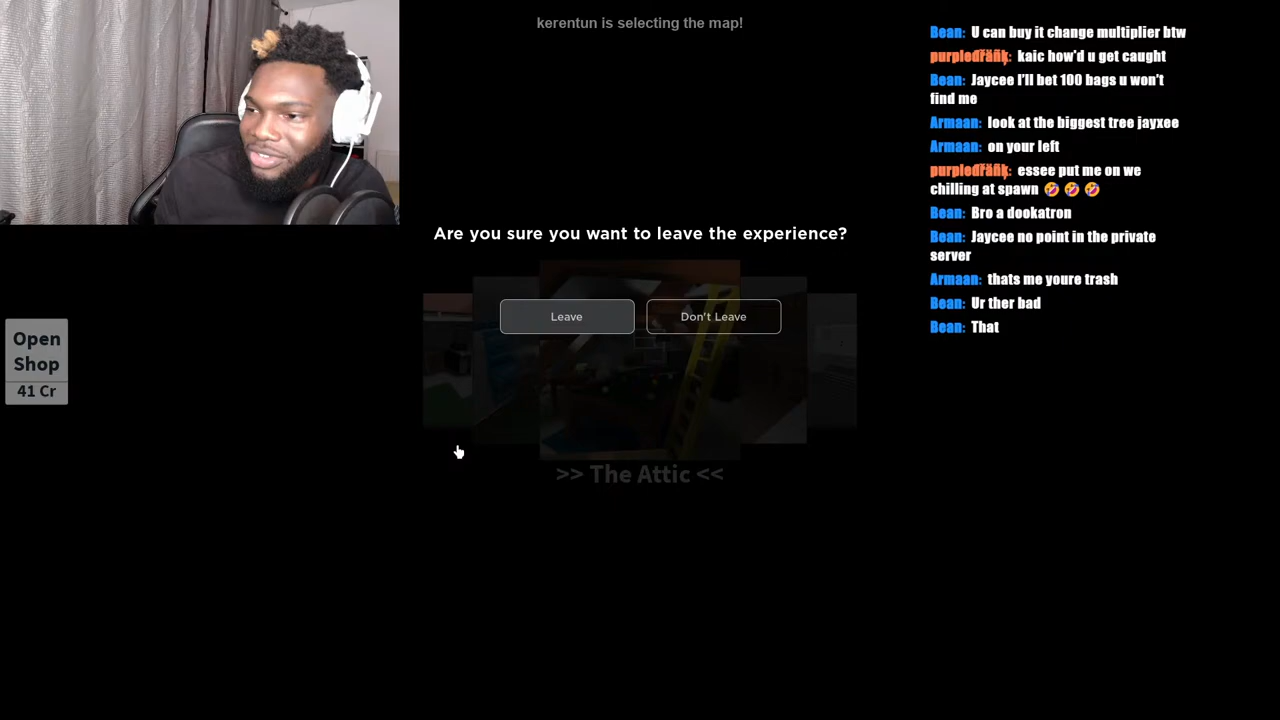 kerentun is selecting the map!
Are you sure you want to leave the experience?
Leave
Don't Leave
Open
Shop
41 Cr
>> The Attic <<
Bean: U can buy it change multiplier btw
purpledřäñķ: kaic how'd u get caught
Bean: Jaycee I'll bet 100 bags u won't
find me
Armaan: look at the biggest tree jayxee
Armaan: on your left
purpledřäñķ: essee put me on we
chilling at spawn 🤣 🤣 🤣
Bean: Bro a dookatron
Bean: Jaycee no point in the private
server
Armaan: thats me youre trash
Bean: Ur ther bad
Bean: That